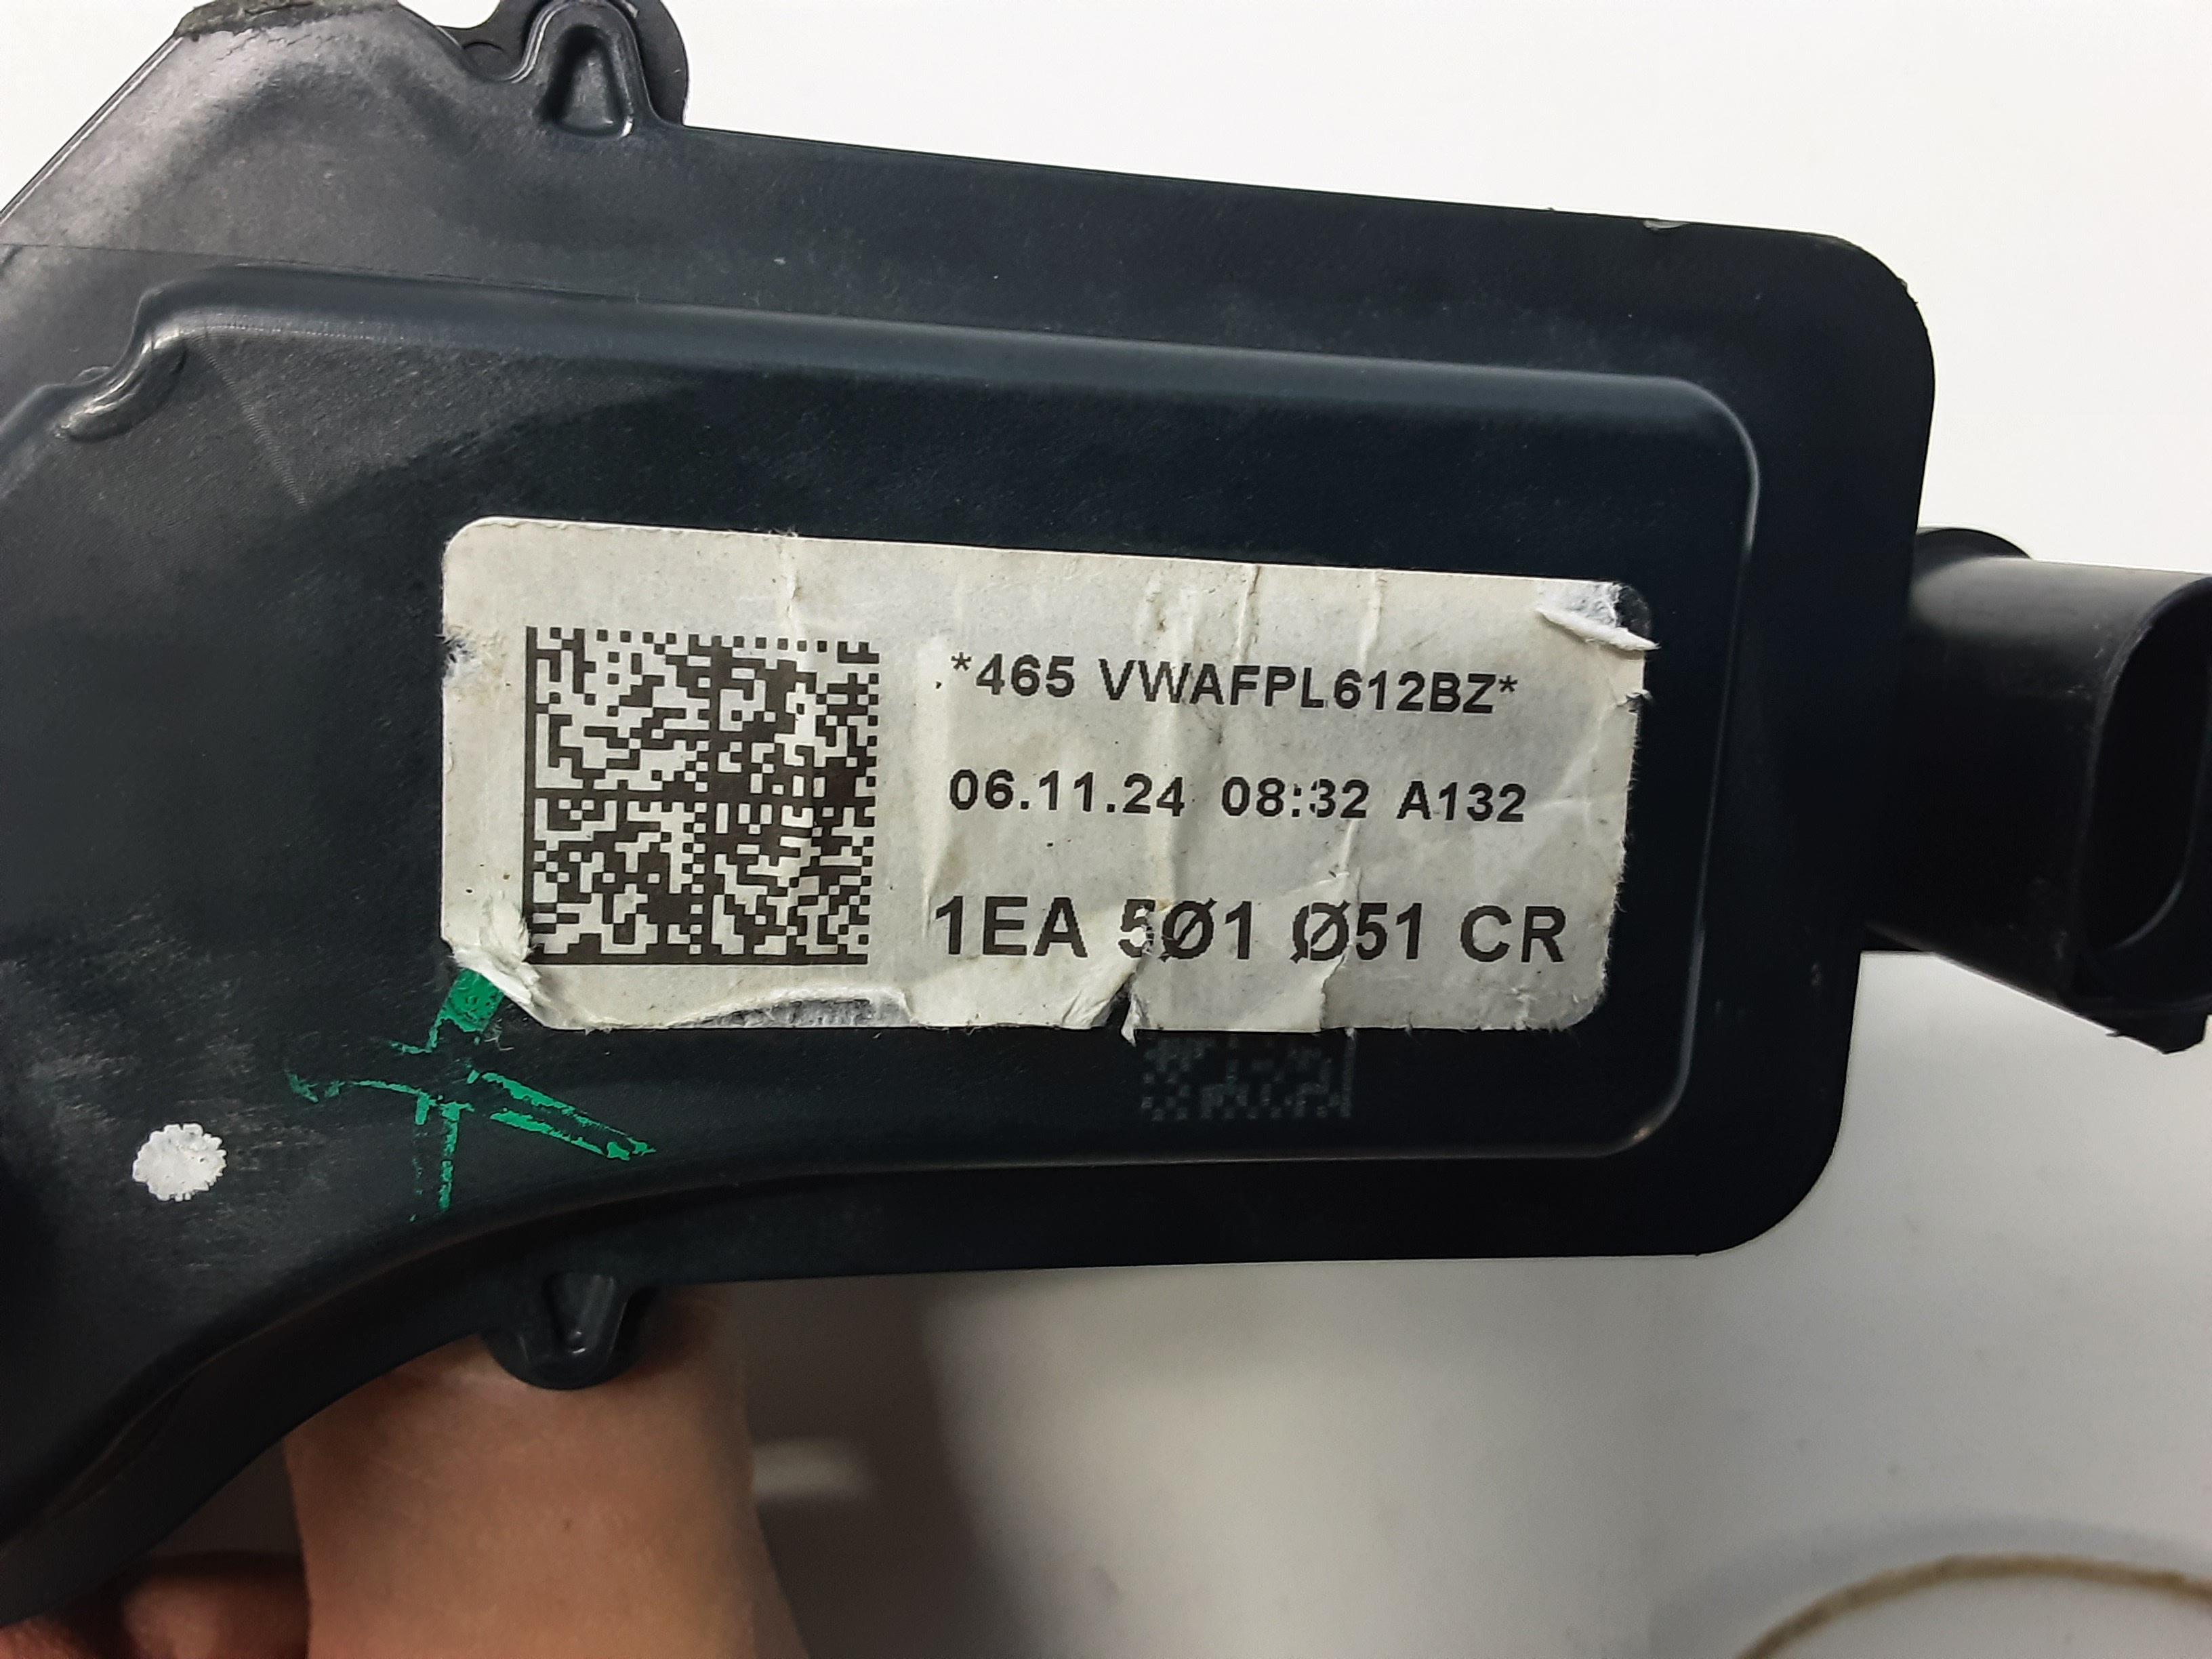 *465 VWAFPL612BZ*
06.11.24 08:32 A132
1EA 5Ø1 Ø51 CR